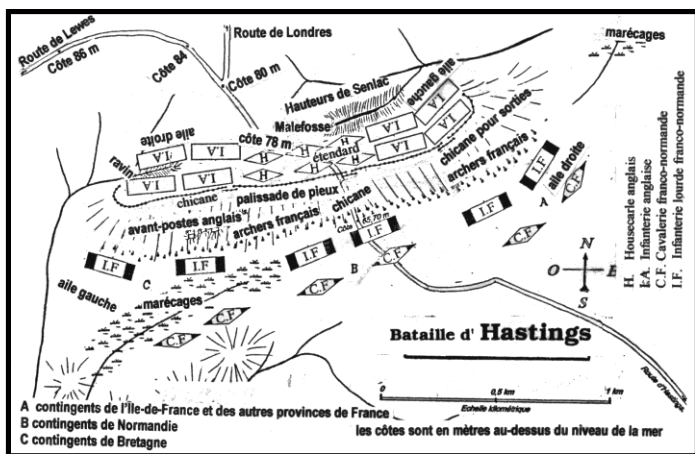 Route de Lewes
Côte 86 m
Côte 84
Route de Londres
Côte 80 m
marécages
Hauteurs de Senlac
Malefosse
aile gauche
aile droite
côte 78 m
étendard
I.A
I.A
H
H
H
I.A
I.A
ravin
I.A
I.A
H
H
H
I.A
I.A
chicane
palissade de pieux
chicane
chicane pour sorties
archers français
avant-postes anglais
archers français
Côte 65,70 m
I.F
I.F
I.F
I.F
I.F
I.F
aile droite
A
B
C
C.F
C.F
C.F
C.F
C.F
aile gauche
marécages
H. Housecarle anglais
I.A. Infanterie anglaise
C.F. Cavalerie franco-normande
I.F. Infanterie lourde franco-normande
N
O
E
S
Bataille d' Hastings
0
0,5 km
1 km
Echelle kilométrique
Route d'Hastings
A contingents de l'Île-de-France et des autres provinces de France
B contingents de Normandie
C contingents de Bretagne
les côtes sont en mètres au-dessus du niveau de la mer